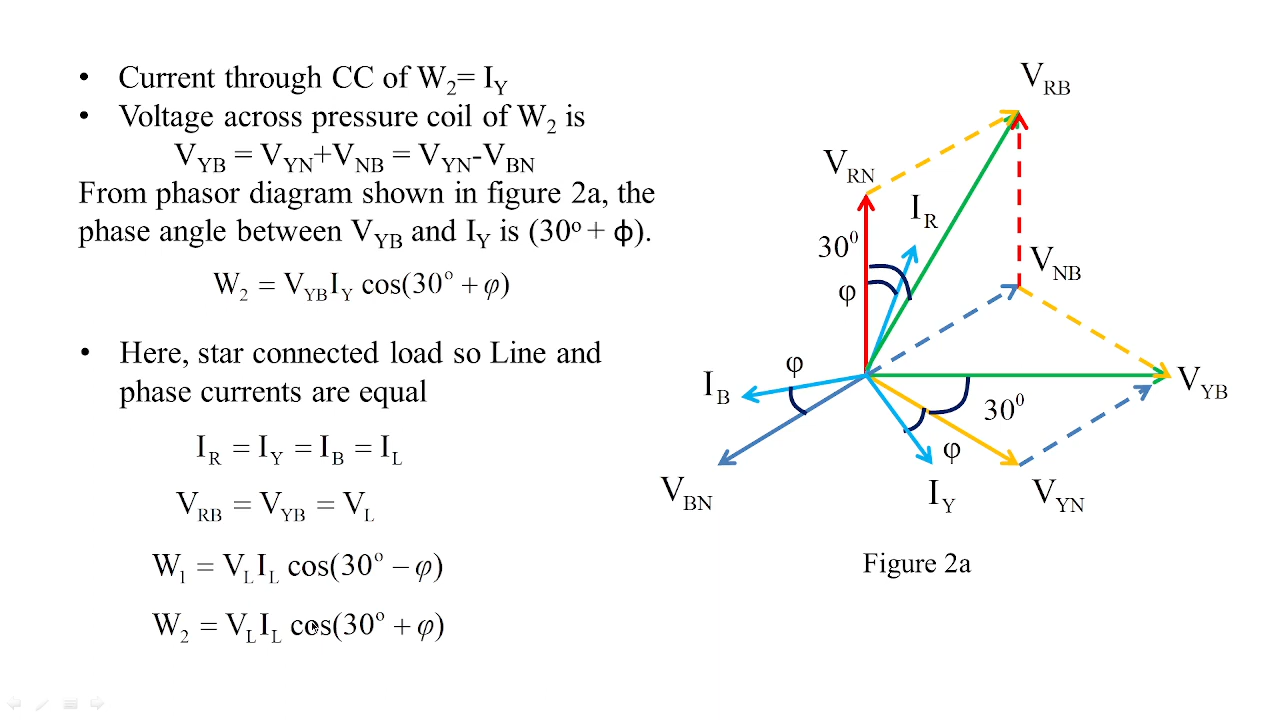 • Current through CC of W₂= I_Y
• Voltage across pressure coil of W₂ is
V_YB = V_YN+V_NB = V_YN-V_BN
From phasor diagram shown in figure 2a, the
phase angle between V_YB and I_Y is (30° + ϕ).
W₂ = V_YB I_Y cos(30° + φ)
• Here, star connected load so Line and
phase currents are equal
I_R = I_Y = I_B = I_L
V_RB = V_YB = V_L
W₁ = V_L I_L cos(30° – φ)
W₂ = V_L I_L cos(30° + φ)
V_RB
V_RN
I_R
30⁰
V_NB
φ
φ
I_B
V_YB
30⁰
φ
V_BN
I_Y
V_YN
Figure 2a